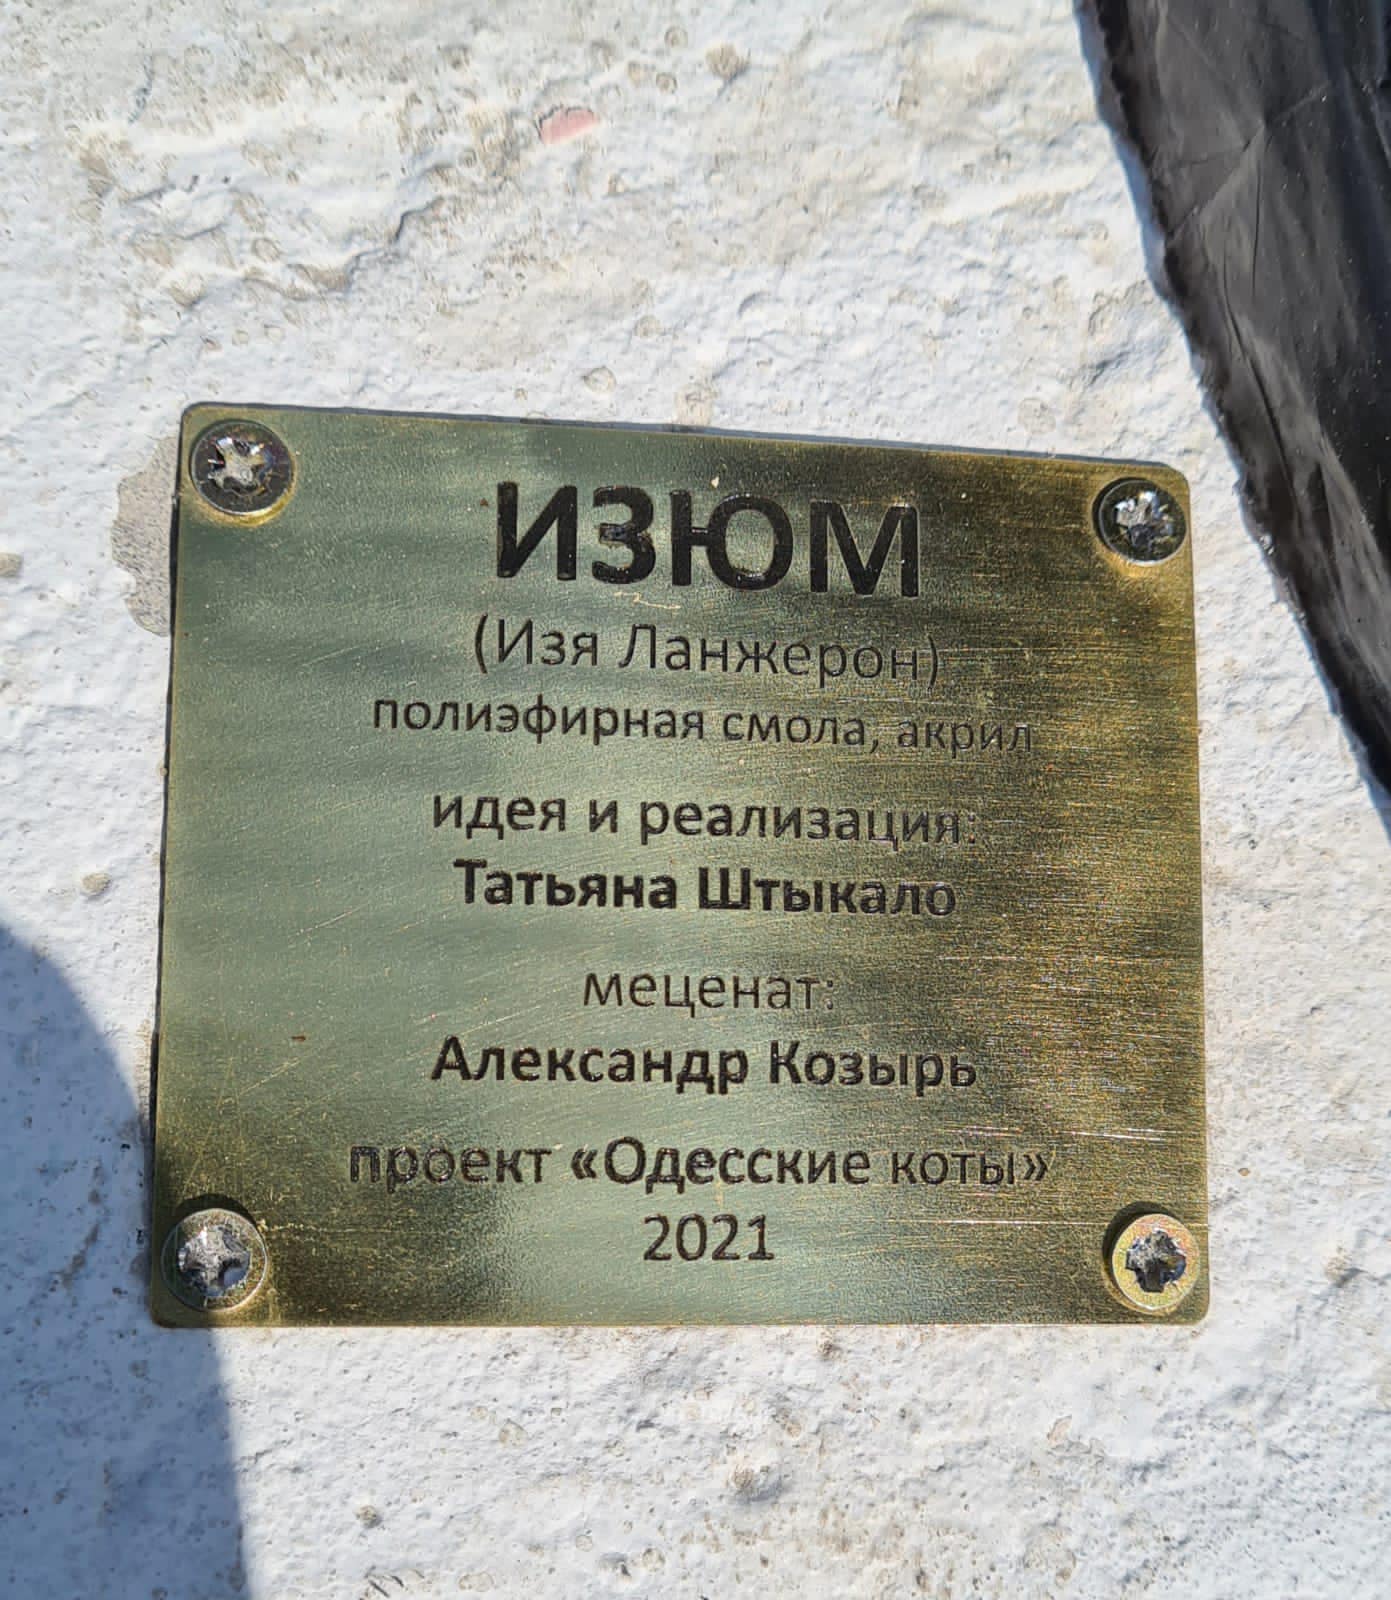 ИЗЮМ
(Изя Ланжерон)
полиэфирная смола, акрил
идея и реализация:
Татьяна Штыкало
меценат:
Александр Козырь
проект «Одесские коты»
2021